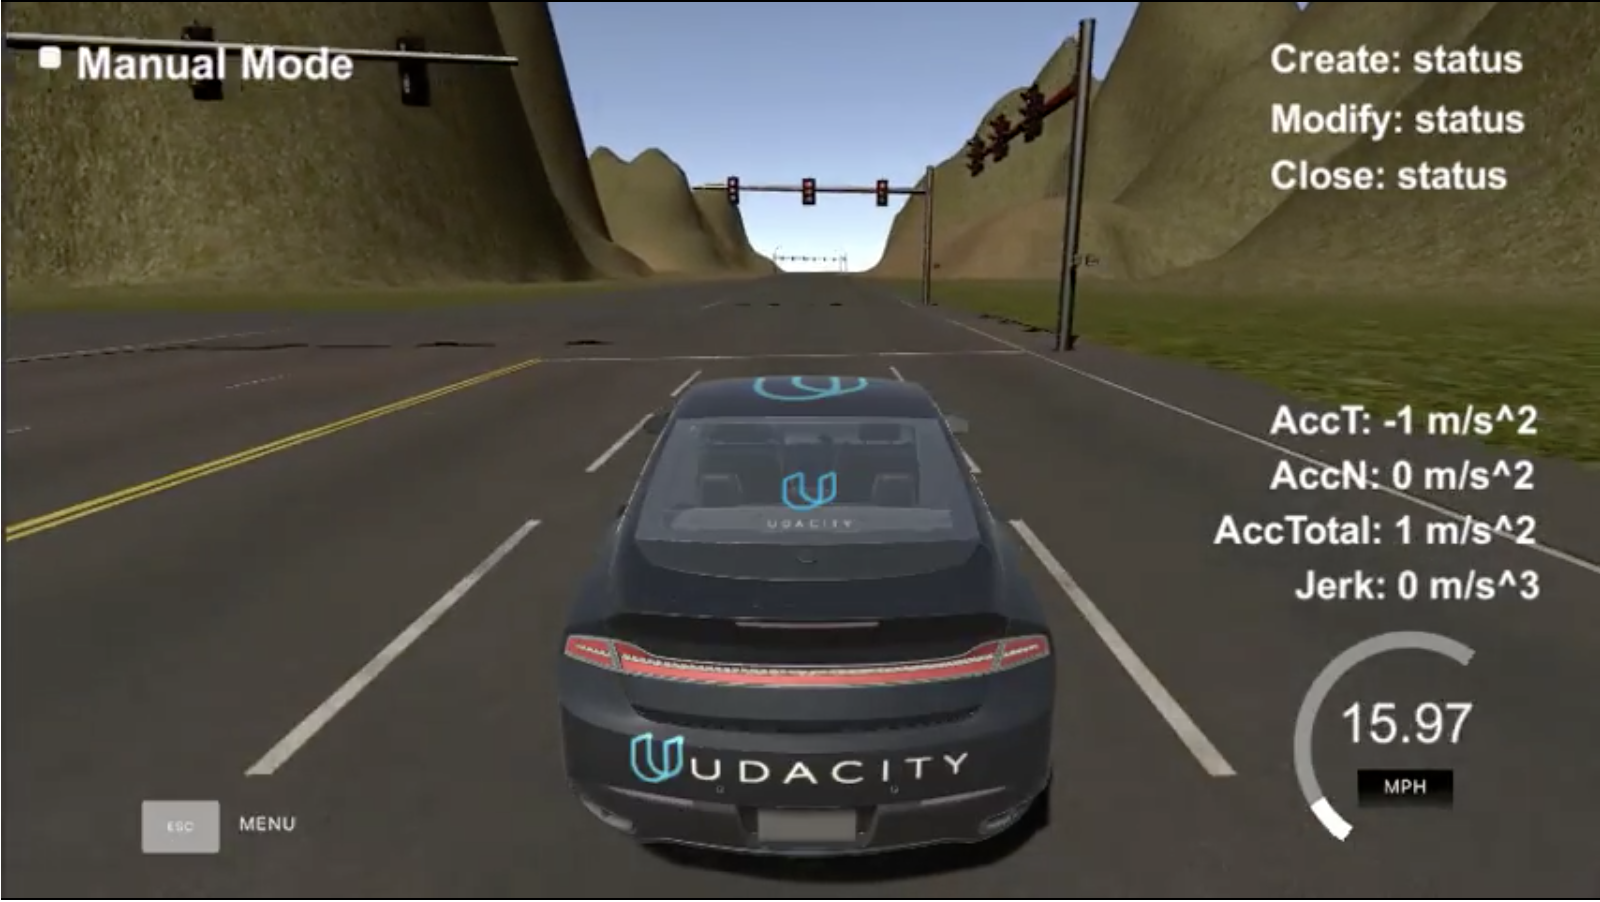 Manual Mode
Create: status
Modify: status
Close: status
AccT: -1 m/s^2
AccN: 0 m/s^2
AccTotal: 1 m/s^2
Jerk: 0 m/s^3
UDACITY
15.97
MPH
UDACITY
ESC MENU